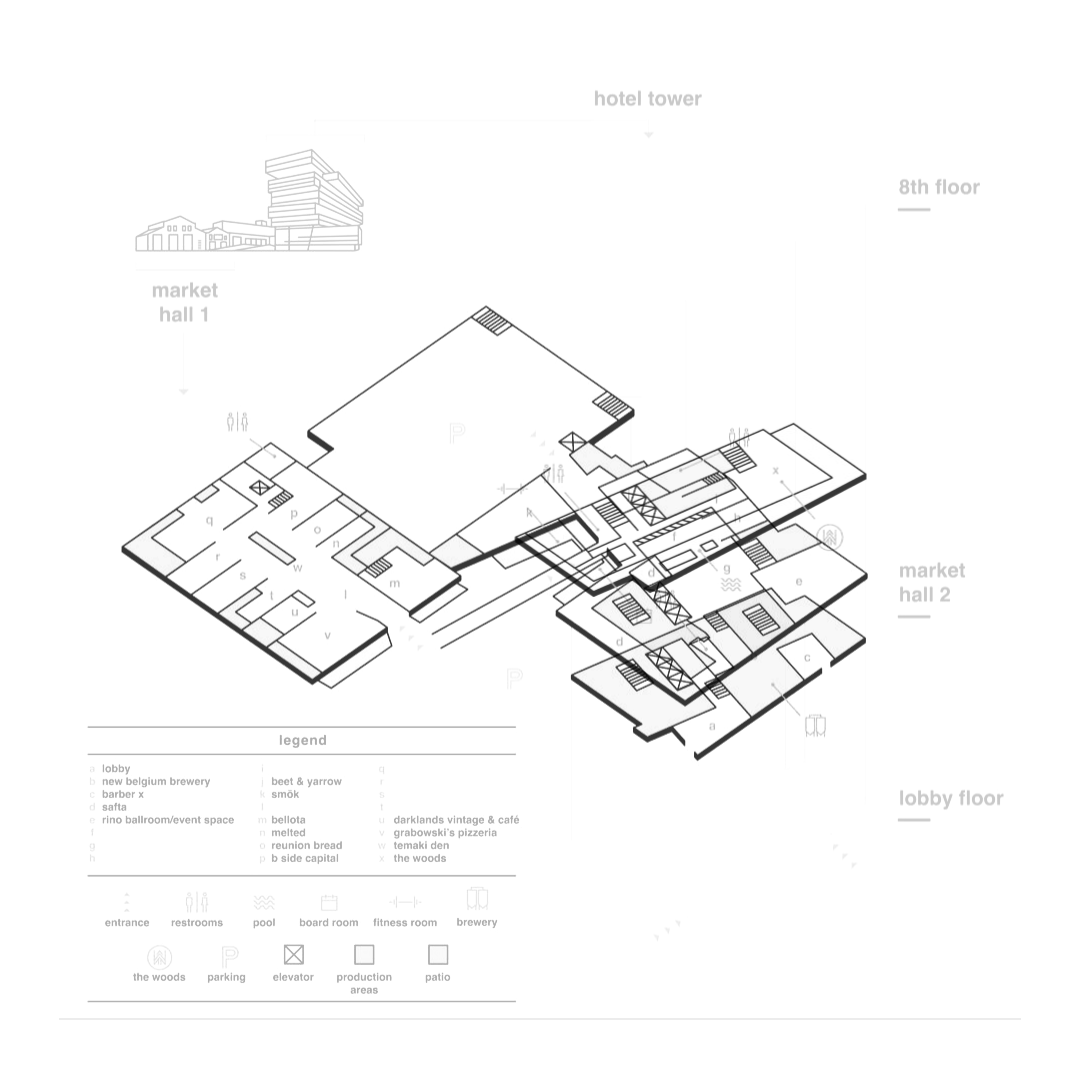 hotel tower
8th floor
market
hall 1
P
q
p
o
n
r
s
w
t
l
m
u
v
k
x
j
h
f
g
d
e
d
c
a
market
hall 2
P
lobby floor
legend
a lobby
b new belgium brewery
c barber x
d safta
e rino ballroom/event space
f
g
h
i
j beet & yarrow
k smök
l
m bellota
n melted
o reunion bread
p b side capital
q
r
s
t
u darklands vintage & café
v grabowski's pizzeria
w temaki den
x the woods
entrance restrooms pool board room fitness room brewery
P
the woods parking elevator production areas patio